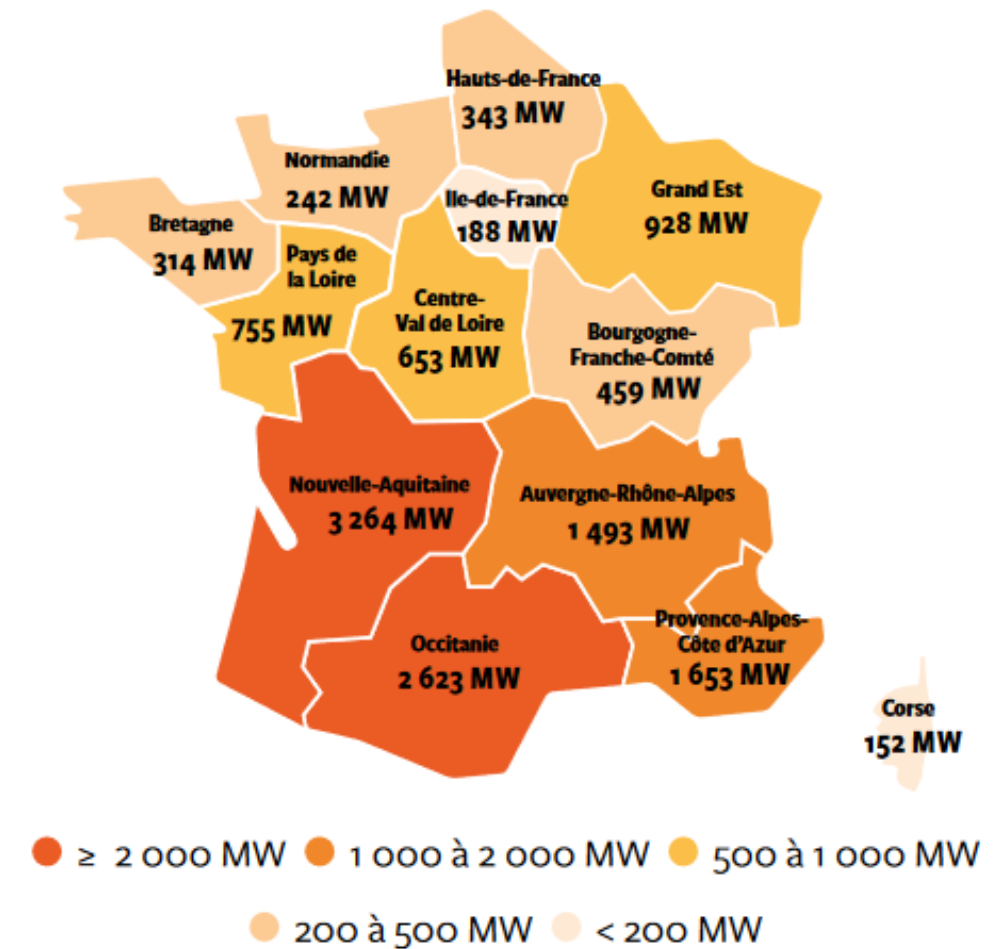 Hauts-de-France
343 MW
Normandie
242 MW
Ile-de-France
188 MW
Grand Est
928 MW
Bretagne
314 MW
Pays de
la Loire
755 MW
Centre-
Val de Loire
653 MW
Bourgogne-
Franche-Comté
459 MW
Nouvelle-Aquitaine
3 264 MW
Auvergne-Rhône-Alpes
1 493 MW
Occitanie
2 623 MW
Provence-Alpes-
Côte d'Azur
1 653 MW
Corse
152 MW
≥ 2 000 MW 1 000 à 2 000 MW 500 à 1 000 MW
200 à 500 MW < 200 MW